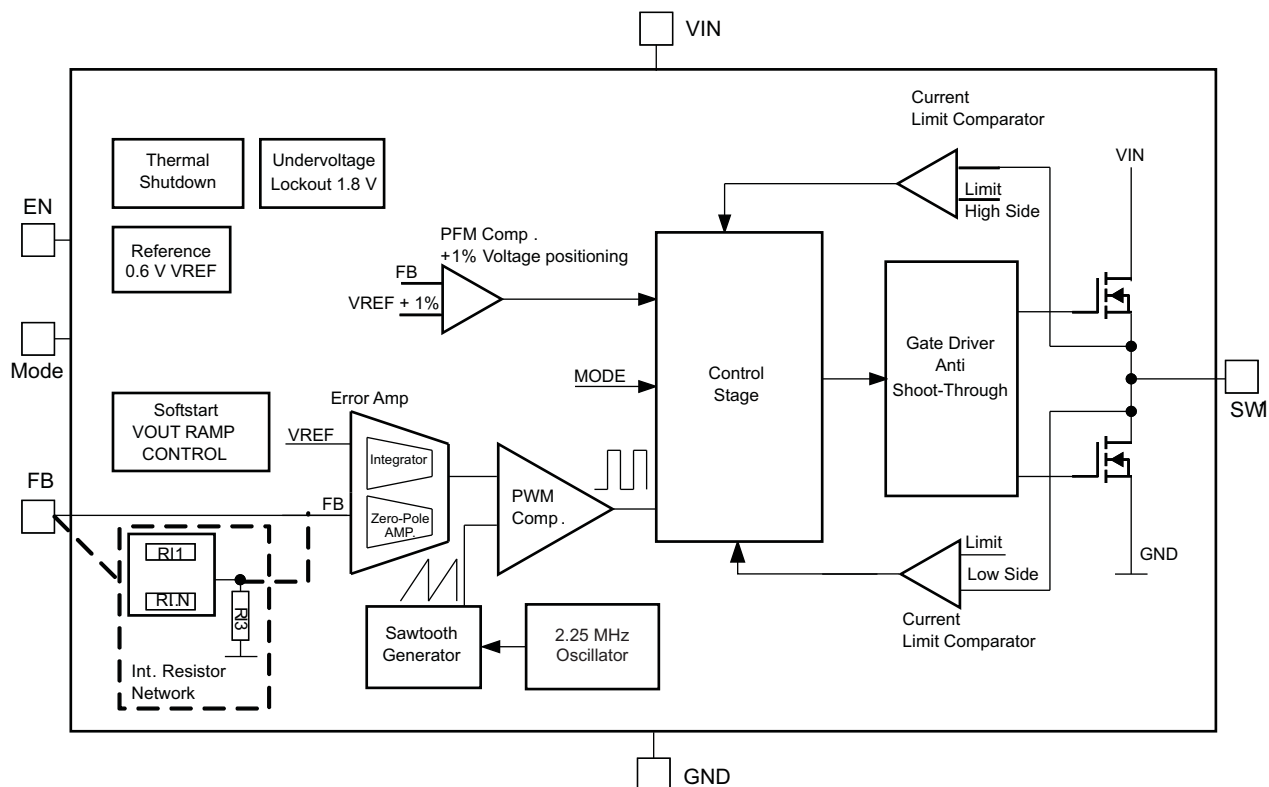 VIN
Current
Limit Comparator
Thermal
Shutdown
Undervoltage
Lockout 1.8 V
VIN
Limit
High Side
EN
Reference
0.6 V VREF
PFM Comp .
+1% Voltage positioning
FB
VREF + 1%
Mode
MODE
Control
Stage
Gate Driver
Anti
Shoot-Through
SW1
Softstart
VOUT RAMP
CONTROL
Error Amp
VREF
Integrator
FB
FB
Zero-Pole
AMP.
PWM
Comp .
RI1
RI..N
RI3
Int. Resistor
Network
Sawtooth
Generator
2.25 MHz
Oscillator
Limit
Low Side
Current
Limit Comparator
GND
GND